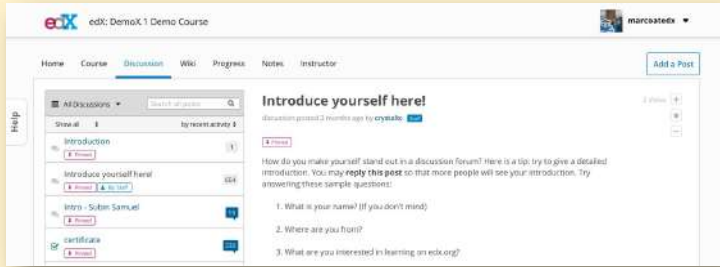 edX edX: DemoX.1 Demo Course
marcoatedx
Home Course Discussion Wiki Progress Notes Instructor
Add a Post
Help
All Discussions
Search all posts
Show all
by recent activity
Introduction
Pinned
1
Introduce yourself here!
Pinned By: Staff
Intro - Subin Samuel
Pinned
certificate
Pinned
Introduce yourself here!
discussion posted 2 months ago by crystalio Staff
Pinned
How do you make yourself stand out in a discussion forum? Here is a tip: try to give a detailed
introduction. You may reply this post so that more people will see your introduction. Try
answering these sample questions:
1. What is your name? (If you don't mind)
2. Where are you from?
3. What are you interested in learning on edx.org?